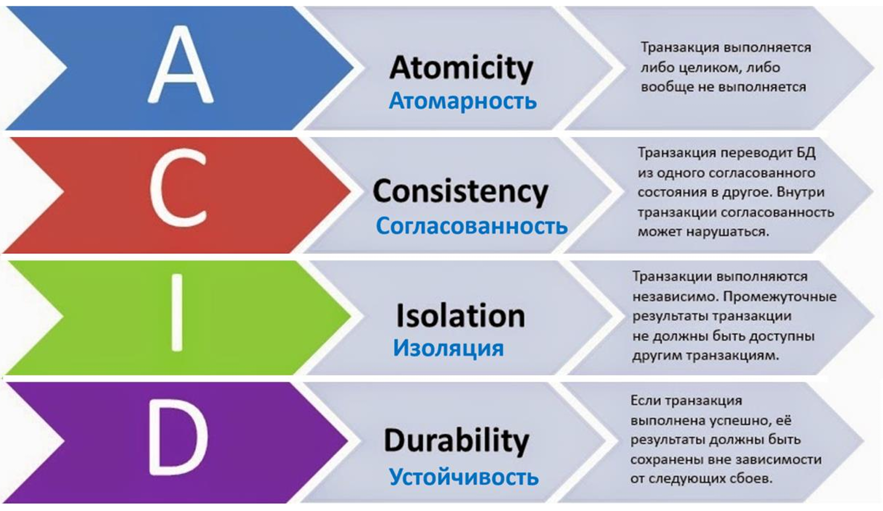 A
Atomicity
Атомарность
Транзакция выполняется
либо целиком, либо
вообще не выполняется
C
Consistency
Согласованность
Транзакция переводит БД
из одного согласованного
состояния в другое. Внутри
транзакции согласованность
может нарушаться.
I
Isolation
Изоляция
Транзакции выполняются
независимо. Промежуточные
результаты транзакции
не должны быть доступны
другим транзакциям.
D
Durability
Устойчивость
Если транзакция
выполнена успешно, её
результаты должны быть
сохранены вне зависимости
от следующих сбоев.